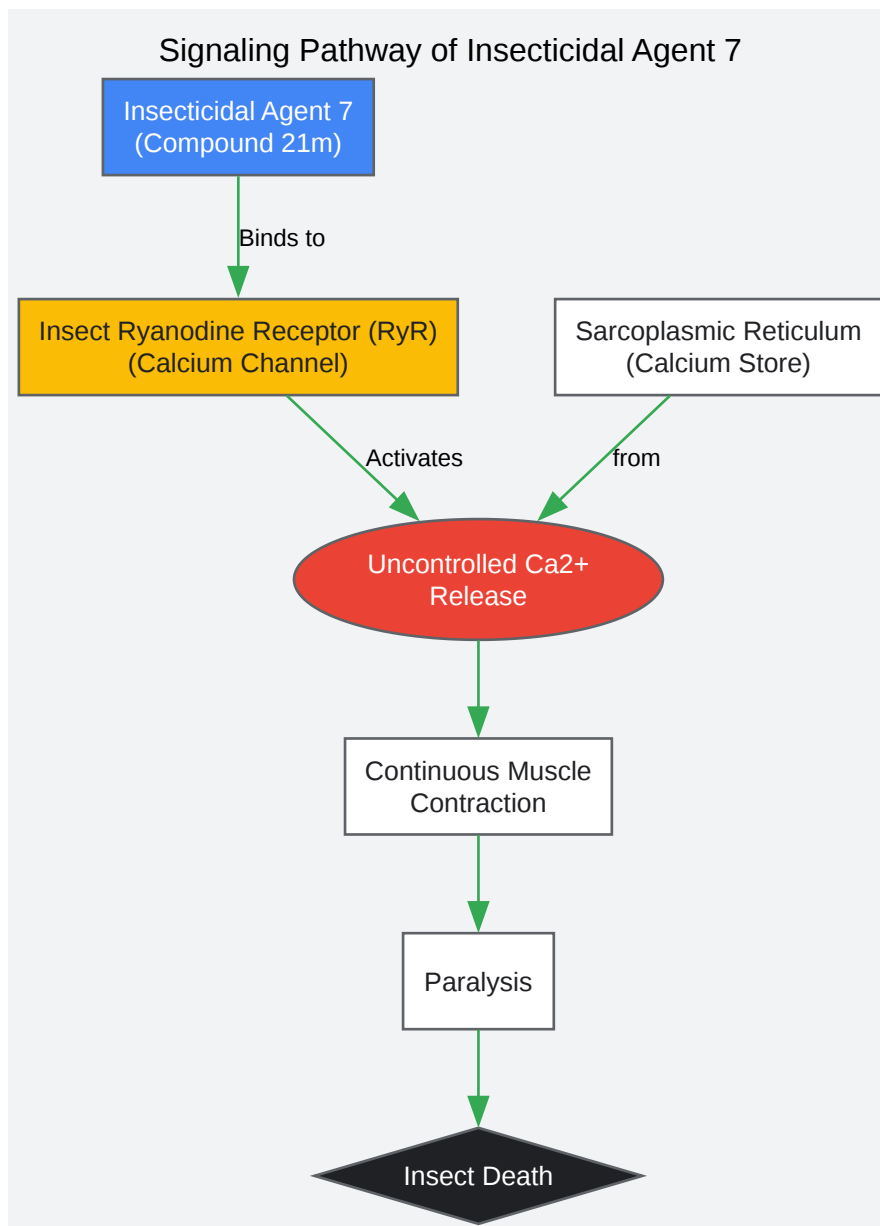 Signaling Pathway of Insecticidal Agent 7
Insecticidal Agent 7
(Compound 21m)
Binds to
Insect Ryanodine Receptor (RyR)
(Calcium Channel)
Sarcoplasmic Reticulum
(Calcium Store)
Activates
from
Uncontrolled Ca2+
Release
Continuous Muscle
Contraction
Paralysis
Insect Death